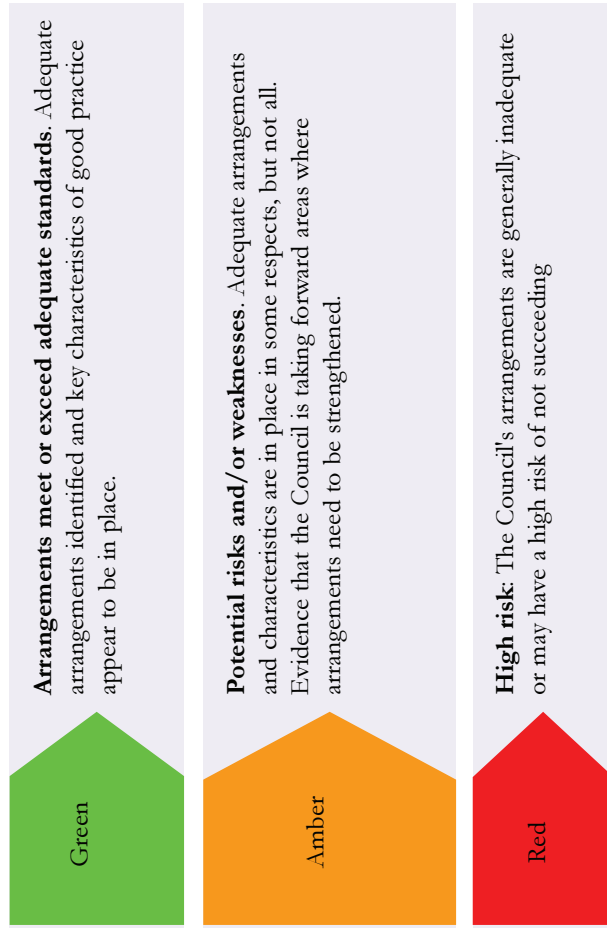 Green
Arrangements meet or exceed adequate standards. Adequate
arrangements identified and key characteristics of good practice
appear to be in place.
Amber
Potential risks and/or weaknesses. Adequate arrangements
and characteristics are in place in some respects, but not all.
Evidence that the Council is taking forward areas where
arrangements need to be strengthened.
Red
High risk: The Council's arrangements are generally inadequate
or may have a high risk of not succeeding